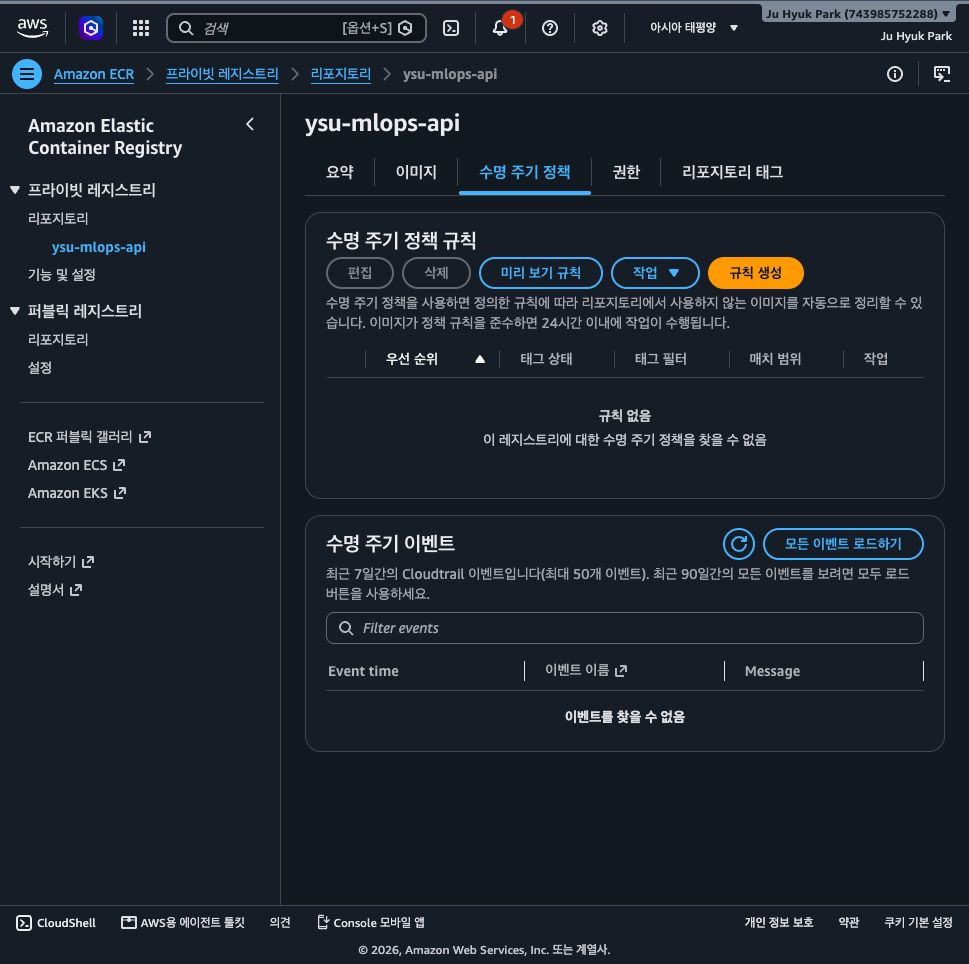 aws
검색
[옵션+S]
1
아시아 태평양
Ju Hyuk Park (743985752288)
Ju Hyuk Park
Amazon ECR
프라이빗 레지스트리
리포지토리
ysu-mlops-api
Amazon Elastic
Container Registry
프라이빗 레지스트리
리포지토리
ysu-mlops-api
기능 및 설정
퍼블릭 레지스트리
리포지토리
설정
ECR 퍼블릭 갤러리
Amazon ECS
Amazon EKS
시작하기
설명서
ysu-mlops-api
요약
이미지
수명 주기 정책
권한
리포지토리 태그
수명 주기 정책 규칙
편집
삭제
미리 보기 규칙
작업
규칙 생성
수명 주기 정책을 사용하면 정의한 규칙에 따라 리포지토리에서 사용하지 않는 이미지를 자동으로 정리할 수 있
습니다. 이미지가 정책 규칙을 준수하면 24시간 이내에 작업이 수행됩니다.
우선 순위
태그 상태
태그 필터
매치 범위
작업
규칙 없음
이 레지스트리에 대한 수명 주기 정책을 찾을 수 없음
수명 주기 이벤트
모든 이벤트 로드하기
최근 7일간의 Cloudtrail 이벤트입니다(최대 50개 이벤트). 최근 90일간의 모든 이벤트를 보려면 모두 로드
버튼을 사용하세요.
Filter events
Event time
이벤트 이름
Message
이벤트를 찾을 수 없음
CloudShell
AWS용 에이전트 툴킷
의견
Console 모바일 앱
개인 정보 보호
약관
쿠키 기본 설정
© 2026, Amazon Web Services, Inc. 또는 계열사.